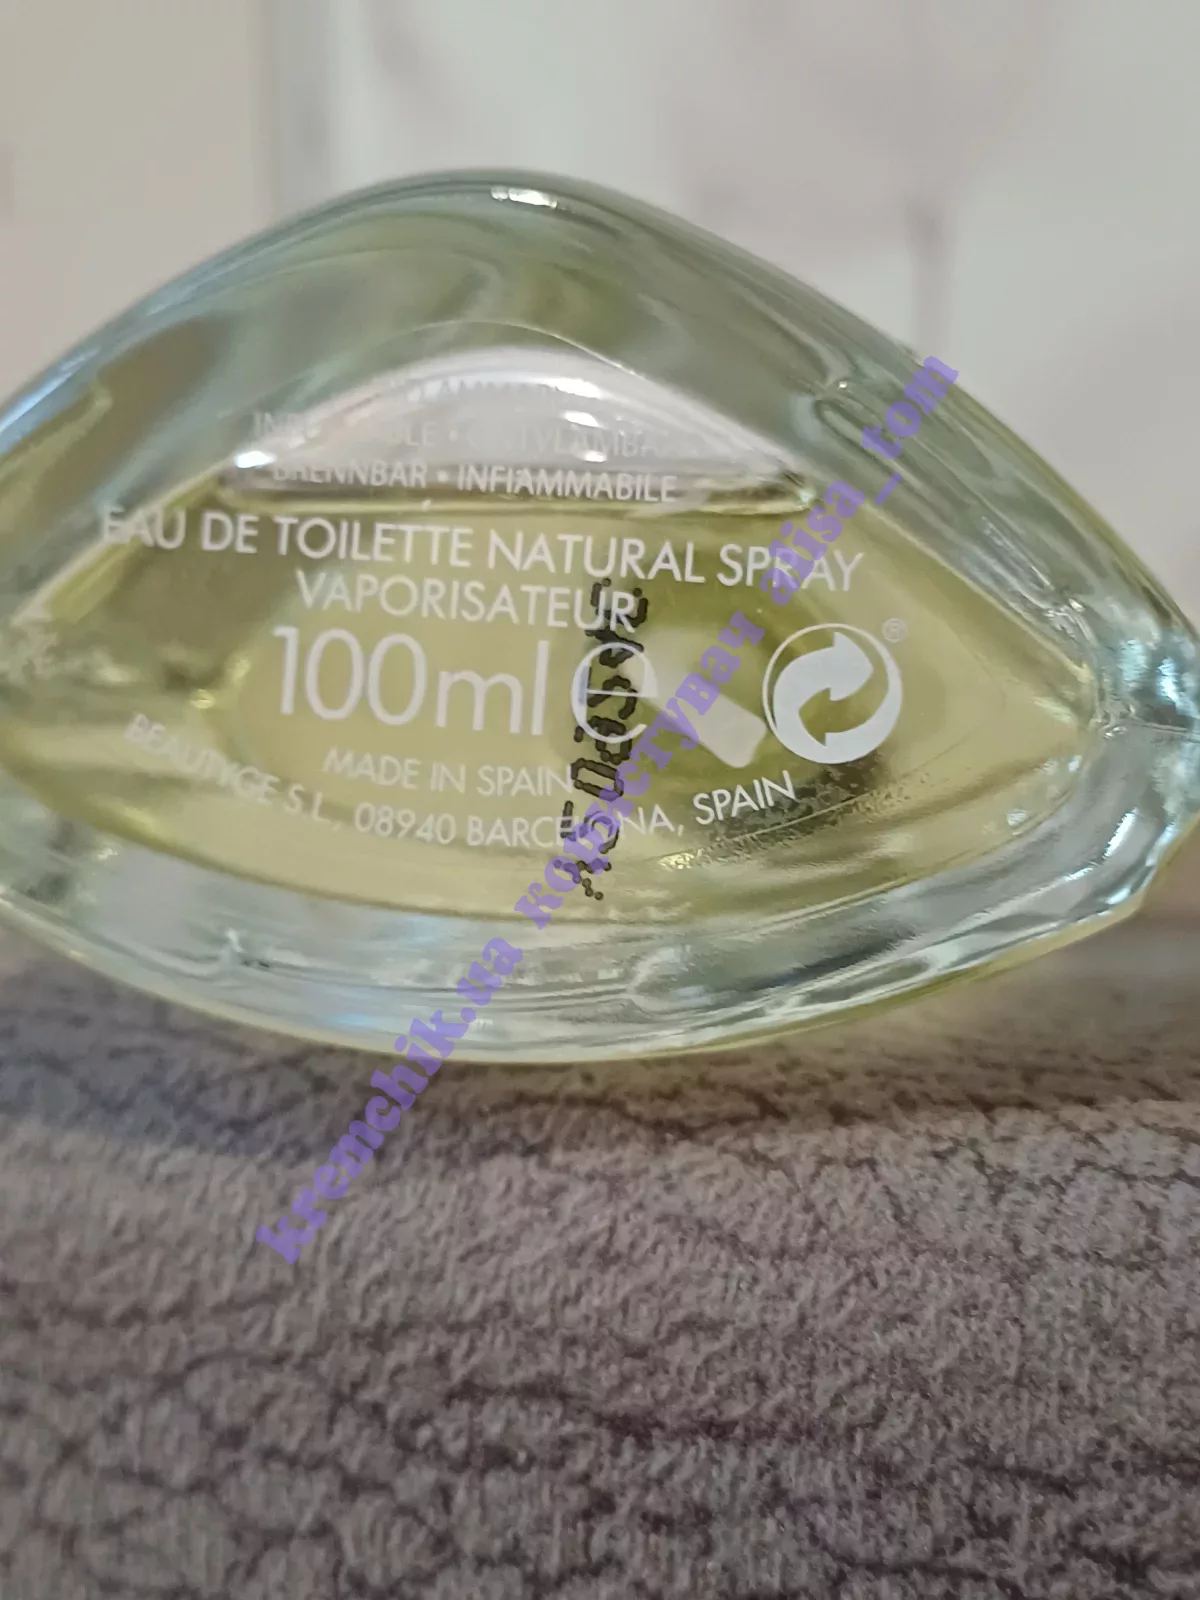 BRENNBAR • INFIAMMABILE
EAU DE TOILETTE NATURAL SPRAY
VAPORISATEUR
100ml e
®
MADE IN SPAIN
BEAUTYGE S.L., 08940 BARCELONA, SPAIN
kremchik.ua користувач alisa_tom